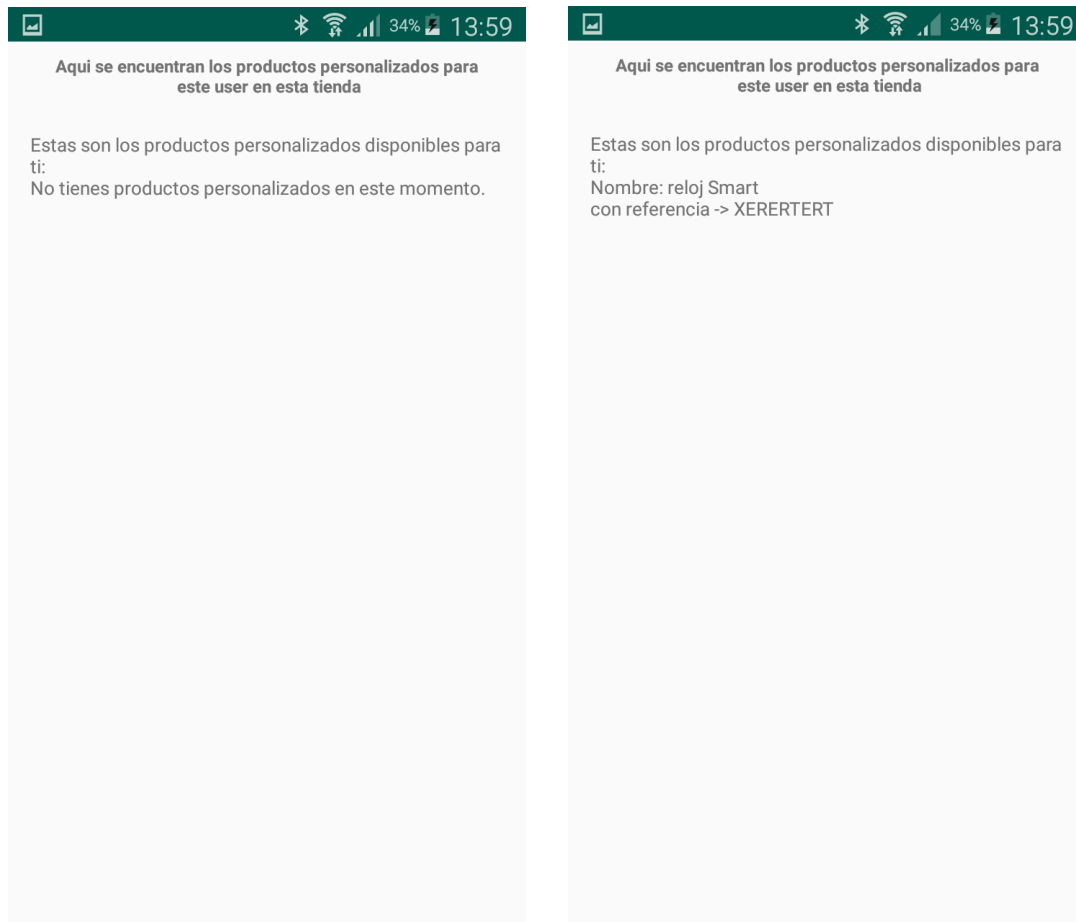 34% 13:59
Aqui se encuentran los productos personalizados para
este user en esta tienda
Estas son los productos personalizados disponibles para
ti:
No tienes productos personalizados en este momento.
34% 13:59
Aqui se encuentran los productos personalizados para
este user en esta tienda
Estas son los productos personalizados disponibles para
ti:
Nombre: reloj Smart
con referencia -> XERERTERT